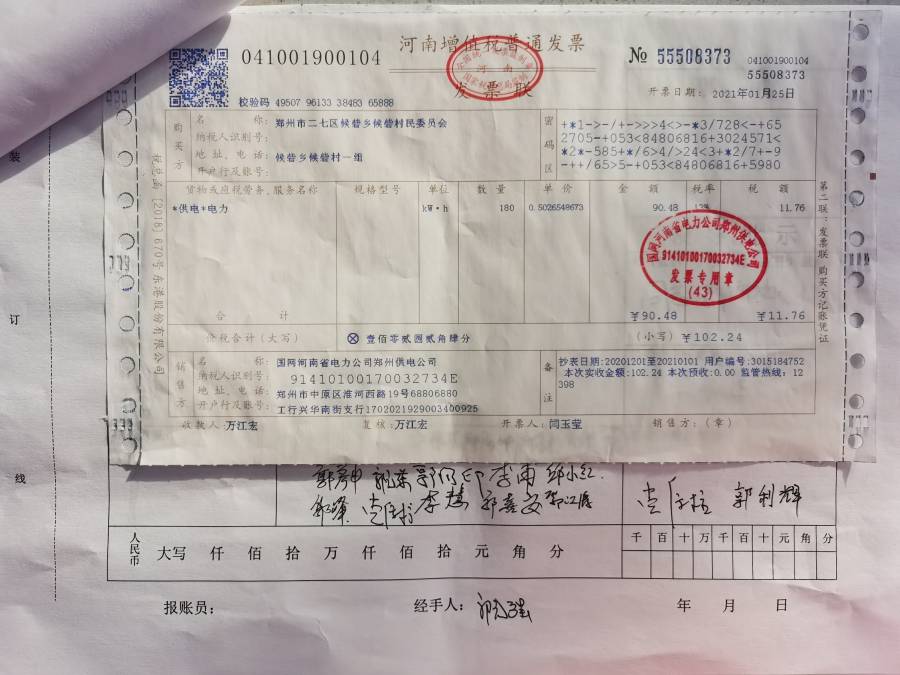 河南增值税普通发票
041001900104
№ 55508373
041001900104
55508373
发票联
校验码 49507 96133 38483 65888
开票日期: 2021年01月25日
购买方
名称: 郑州市二七区候砦乡候砦村民委员会
纳税人识别号:
地址、电话: 候砦乡候砦村一组
开户行及账号:
密码区
+*1->-/+->>>4<>-*3/728<-+65
2705-+053<84806816+3024571<
*2*-585+*/6>4/>24<3+*2/7+-9
-++/65>5-+053<84806816+5980
货物或应税劳务、服务名称 规格型号 单位 数量 单价 金额 税率 税额
*供电*电力 kW·h 180 0.5026548673 90.48 13% 11.76
国网河南省电力公司郑州供电公司
91410100170032734E
发票专用章
(43)
合计 ¥90.48 ¥11.76
价税合计(大写) ⊗ 壹佰零贰圆贰角肆分 (小写) ¥102.24
销售方
名称: 国网河南省电力公司郑州供电公司
纳税人识别号: 91410100170032734E
地址、电话: 郑州市中原区淮河西路19号68806880
开户行及账号: 工行兴华南街支行1702021929003400925
备注
抄表日期:20201201至20210101 用户编号:3015184752
本次实收金额:102.24 本次预收:0.00 监管热线:12
398
收款人: 万江宏 复核: 万江宏 开票人: 闫玉莹 销售方:(章)
税总函[2018]670号东港股份有限公司
第二联:发票联 购买方记账凭证
装
订
线
郭利辉
人民币 大写 仟 佰 拾 万 仟 佰 拾 元 角 分
千 百 十 万 千 百 十 元 角 分
报账员: 经手人: 年 月 日